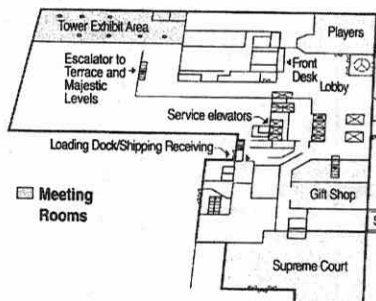 Tower Exhibit Area
Players
Escalator to
Terrace and
Majestic
Levels
Front
Desk
Lobby
Service elevators
Loading Dock/Shipping Receiving
Meeting
Rooms
Gift Shop
S
Supreme Court